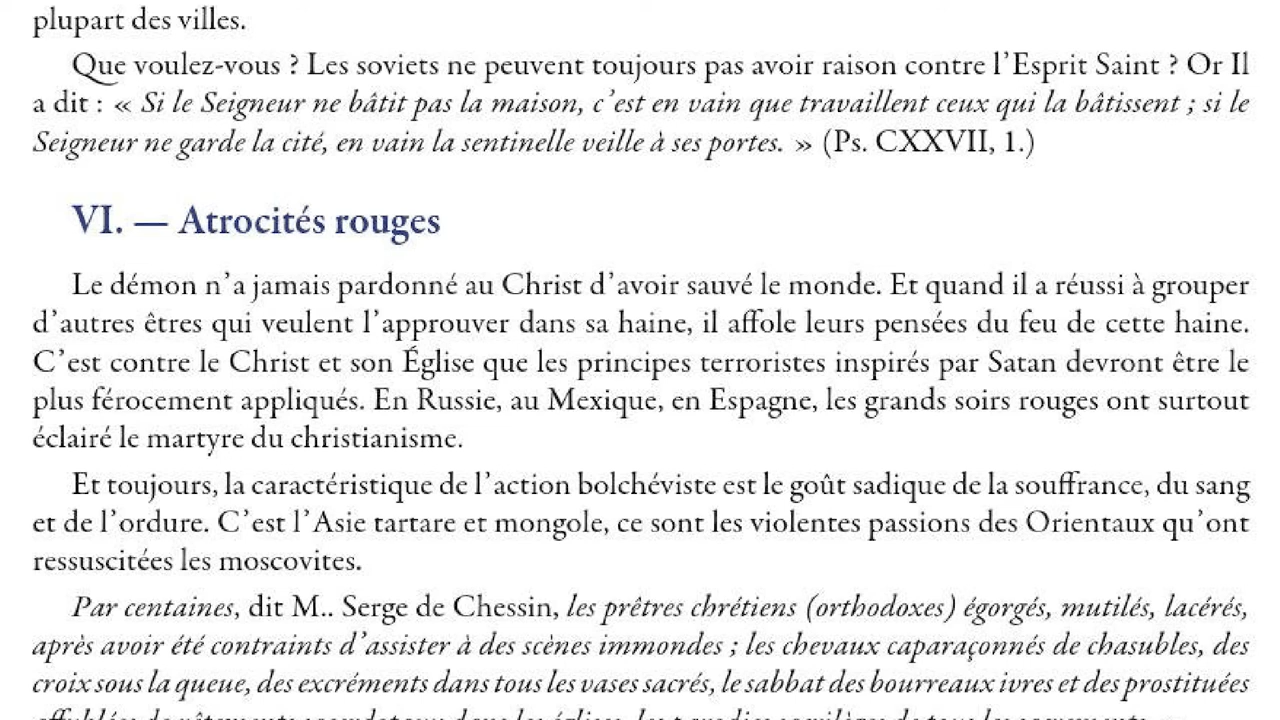 plupart des villes.
Que voulez-vous ? Les soviets ne peuvent toujours pas avoir raison contre l’Esprit Saint ? Or Il
a dit : « Si le Seigneur ne bâtit pas la maison, c’est en vain que travaillent ceux qui la bâtissent ; si le
Seigneur ne garde la cité, en vain la sentinelle veille à ses portes. » (Ps. CXXVII, 1.)
VI. — Atrocités rouges
Le démon n’a jamais pardonné au Christ d’avoir sauvé le monde. Et quand il a réussi à grouper
d’autres êtres qui veulent l’approuver dans sa haine, il affole leurs pensées du feu de cette haine.
C’est contre le Christ et son Église que les principes terroristes inspirés par Satan devront être le
plus férocement appliqués. En Russie, au Mexique, en Espagne, les grands soirs rouges ont surtout
éclairé le martyre du christianisme.
Et toujours, la caractéristique de l’action bolchéviste est le goût sadique de la souffrance, du sang
et de l’ordure. C’est l’Asie tartare et mongole, ce sont les violentes passions des Orientaux qu’ont
ressuscitées les moscovites.
Par centaines, dit M.. Serge de Chessin, les prêtres chrétiens (orthodoxes) égorgés, mutilés, lacérés,
après avoir été contraints d’assister à des scènes immondes ; les chevaux caparaçonnés de chasubles, des
croix sous la queue, des excréments dans tous les vases sacrés, le sabbat des bourreaux ivres et des prostituées